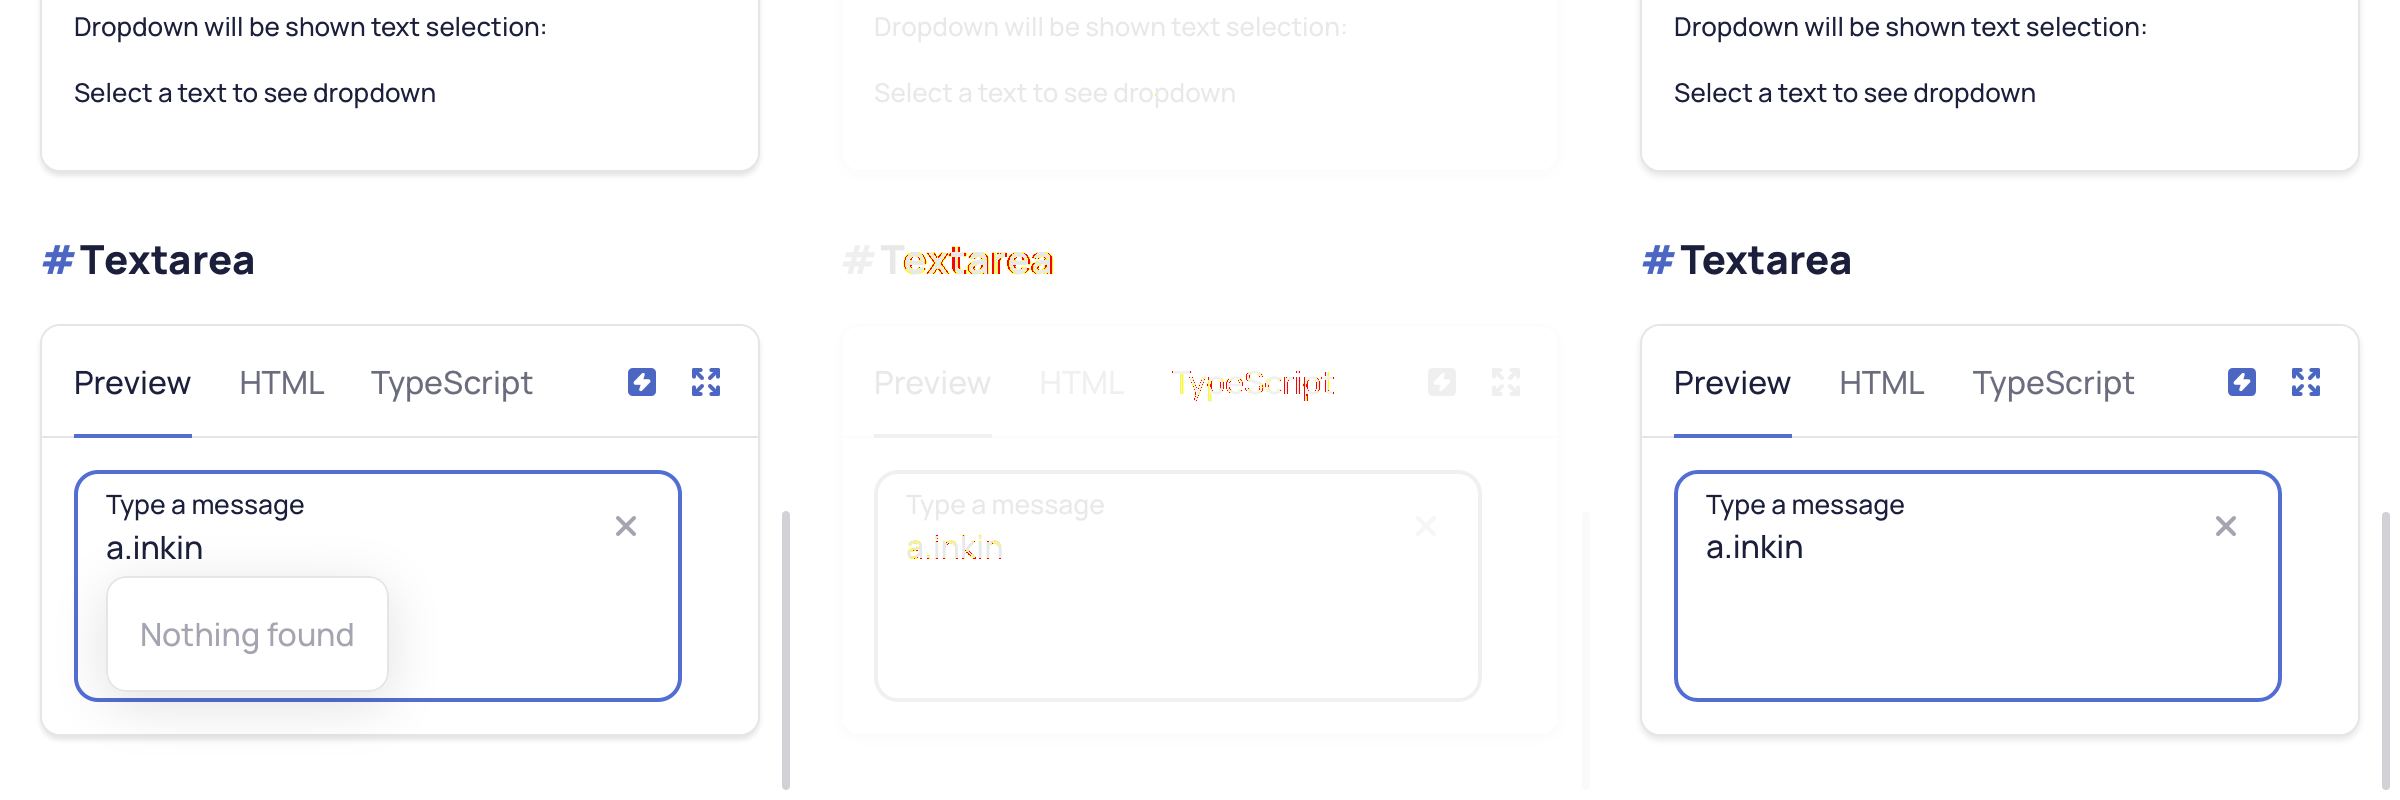 Dropdown will be shown text selection:
Select a text to see dropdown
#Textarea
Preview HTML TypeScript
Type a message
a.inkin
Nothing found
Dropdown will be shown text selection:
Select a text to see dropdown
#Textarea
Preview HTML TypeScript
Type a message
a.inkin
Dropdown will be shown text selection:
Select a text to see dropdown
#Textarea
Preview HTML TypeScript
Type a message
a.inkin